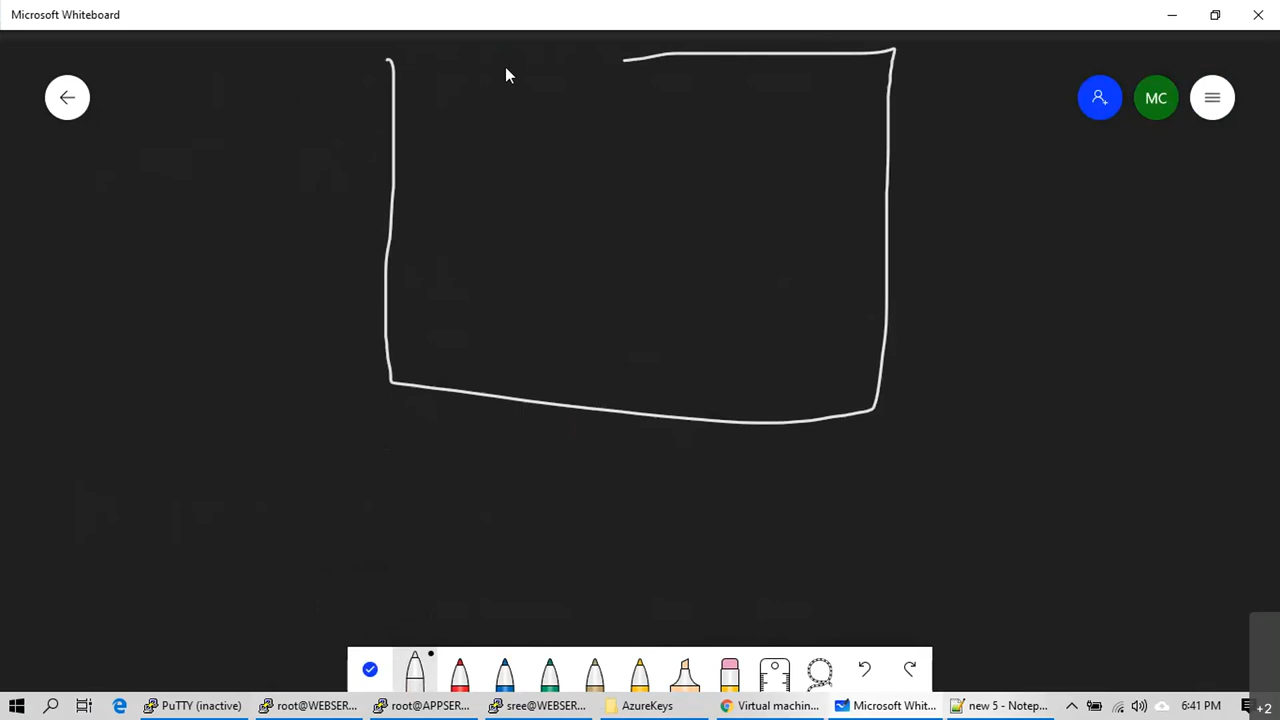 Microsoft Whiteboard
MC
PuTTY (inactive)
root@WEBSER...
root@APPSER...
sree@WEBSER...
AzureKeys
Virtual machin...
Microsoft Whit...
new 5 - Notep...
6:41 PM
+2